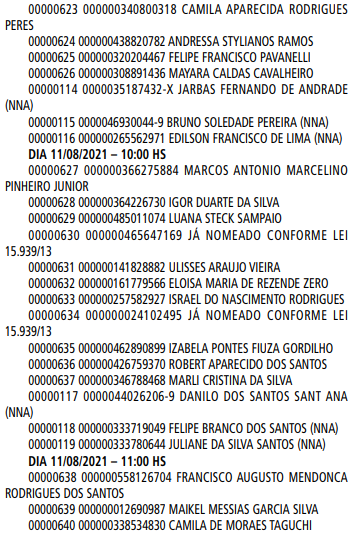 00000623 000000340800318 CAMILA APARECIDA RODRIGUES
PERES
00000624 000000438820782 ANDRESSA STYLIANOS RAMOS
00000625 000000320204467 FELIPE FRANCISCO PAVANELLI
00000626 000000308891436 MAYARA CALDAS CAVALHEIRO
00000114 0000035187432-X JARBAS FERNANDO DE ANDRADE
(NNA)
00000115 0000046930044-9 BRUNO SOLEDADE PEREIRA (NNA)
00000116 000000265562971 EDILSON FRANCISCO DE LIMA (NNA)
DIA 11/08/2021 – 10:00 HS
00000627 000000366275884 MARCOS ANTONIO MARCELINO
PINHEIRO JUNIOR
00000628 000000364226730 IGOR DUARTE DA SILVA
00000629 000000485011074 LUANA STECK SAMPAIO
00000630 000000465647169 JÁ NOMEADO CONFORME LEI
15.939/13
00000631 000000141828882 ULISSES ARAUJO VIEIRA
00000632 000000161779566 ELOISA MARIA DE REZENDE ZERO
00000633 000000257582927 ISRAEL DO NASCIMENTO RODRIGUES
00000634 000000024102495 JÁ NOMEADO CONFORME LEI
15.939/13
00000635 000000462890899 IZABELA PONTES FIUZA GORDILHO
00000636 000000426759370 ROBERT APARECIDO DOS SANTOS
00000637 000000346788468 MARLI CRISTINA DA SILVA
00000117 0000044026206-9 DANILO DOS SANTOS SANT ANA
(NNA)
00000118 000000333719049 FELIPE BRANCO DOS SANTOS (NNA)
00000119 000000333780644 JULIANE DA SILVA SANTOS (NNA)
DIA 11/08/2021 – 11:00 HS
00000638 000000558126704 FRANCISCO AUGUSTO MENDONCA
RODRIGUES DOS SANTOS
00000639 000000012690987 MAIKEL MESSIAS GARCIA SILVA
00000640 000000338534830 CAMILA DE MORAES TAGUCHI